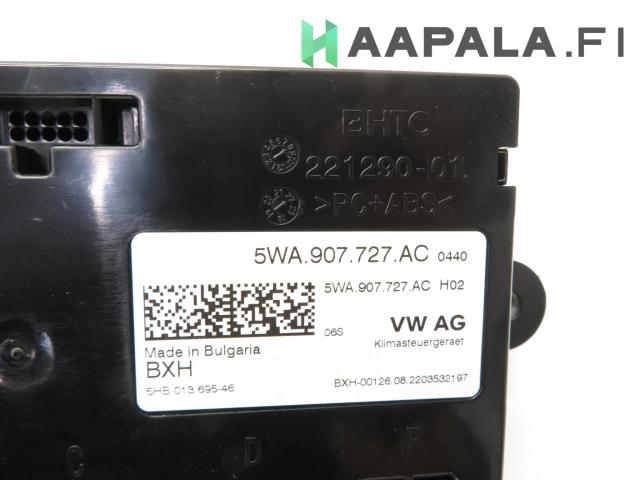 HAAPALA.FI
BHTC
221290-01
>PC+ABS<
5WA.907.727.AC 0440
5WA.907.727.AC H02
06S VW AG
Klimasteuergeraet
Made in Bulgaria
BXH
5HB 013 695-46
BXH-00126.08.2203532197
C D F